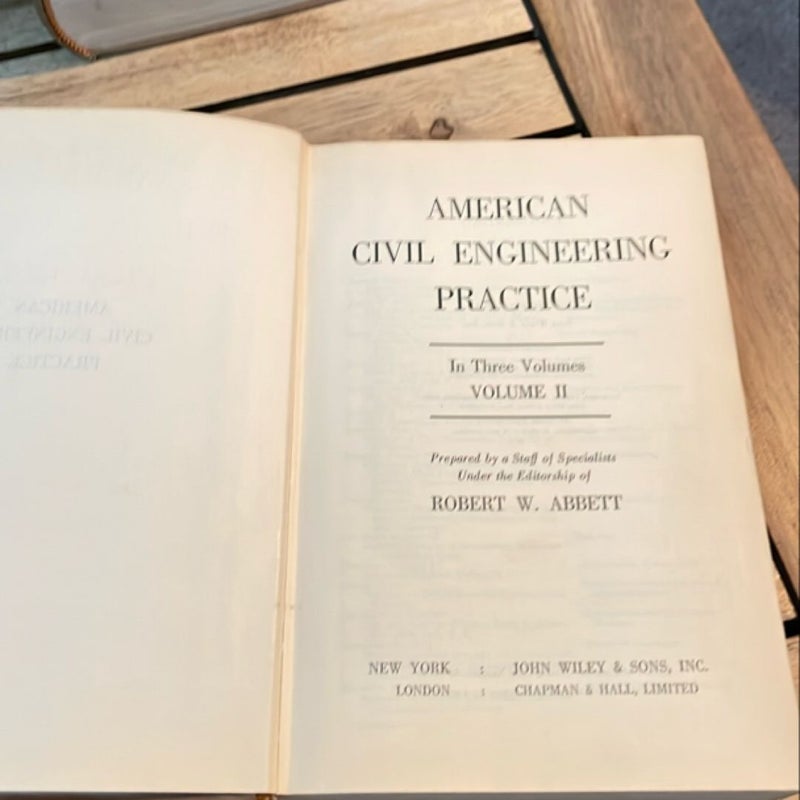 AMERICAN
CIVIL ENGINEERING
PRACTICE
In Three Volumes
VOLUME II
Prepared by a Staff of Specialists
Under the Editorship of
ROBERT W. ABBETT
NEW YORK : JOHN WILEY & SONS, INC.
LONDON : CHAPMAN & HALL, LIMITED